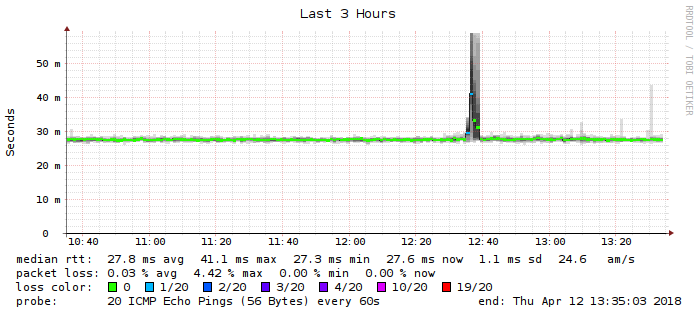 Last 3 Hours
RRDTOOL / TOBI OETIKER
Seconds
50 m
40 m
30 m
20 m
10 m
0
10:40 11:00 11:20 11:40 12:00 12:20 12:40 13:00 13:20
median rtt: 27.8 ms avg 41.1 ms max 27.3 ms min 27.6 ms now 1.1 ms sd 24.6 am/s
packet loss: 0.03 % avg 4.42 % max 0.00 % min 0.00 % now
loss color: 0 1/20 2/20 3/20 4/20 10/20 19/20
probe: 20 ICMP Echo Pings (56 Bytes) every 60s end: Thu Apr 12 13:35:03 2018